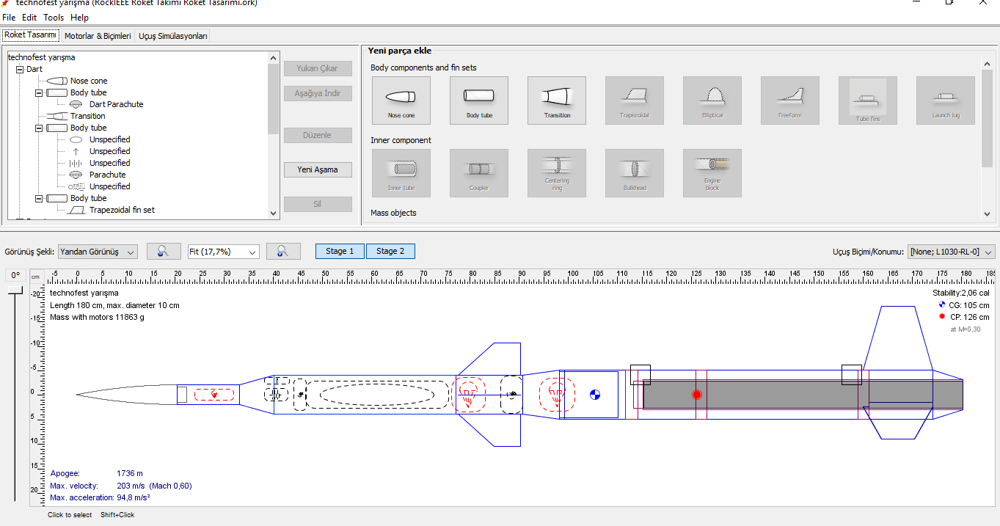 technofest yarışma (RockIEEE Roket Takımı Roket Tasarımı.ork)
File Edit Tools Help
Roket Tasarımı Motorlar & Biçimleri Uçuş Simülasyonları
technofest yarışma
Dart
Nose cone
Body tube
Dart Parachute
Transition
Body tube
Unspecified
Unspecified
Unspecified
Parachute
Unspecified
Body tube
Trapezoidal fin set
Yukarı Çıkar
Aşağıya İndir
Düzenle
Yeni Aşama
Sil
Yeni parça ekle
Body components and fin sets
Nose cone Body tube Transition Trapezoidal Elliptical Freeform Tube fins Launch lug
Inner component
Inner tube Coupler Centering ring Bulkhead Engine block
Mass objects
Görünüş Şekli: Yandan Görünüş Fit (17,7%) Stage 1 Stage 2 Uçuş Biçimi/Konumu: [None; L1030-RL-0]
0° cm -5 0 5 10 15 20 25 30 35 40 45 50 55 60 65 70 75 80 85 90 95 100 105 110 115 120 125 130 135 140 145 150 155 160 165 170 175 180 185
-20 -15 -10 -5 0 5 10 15 20
technofest yarışma
Length 180 cm, max. diameter 10 cm
Mass with motors 11863 g
Stability:2,06 cal
CG: 105 cm
CP: 126 cm
at M=0,30
Apogee: 1736 m
Max. velocity: 203 m/s (Mach 0,60)
Max. acceleration: 94,8 m/s²
Click to select Shift+Click